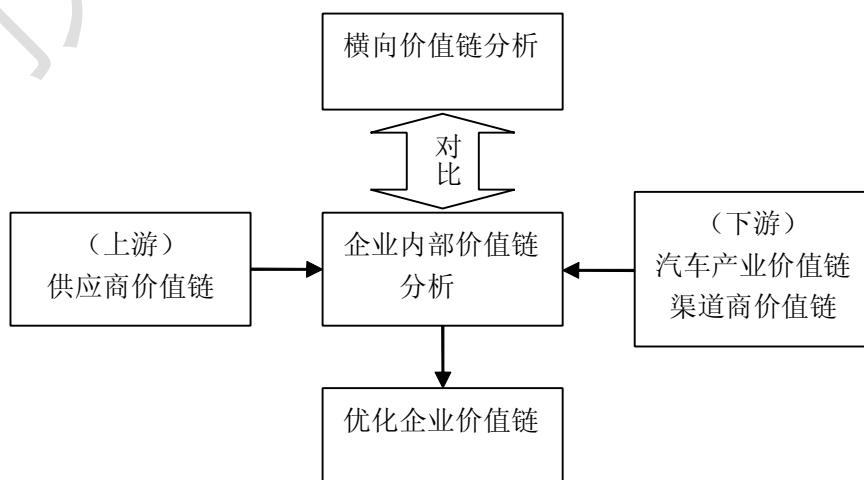 横向价值链分析
对
比
（上游）
供应商价值链
企业内部价值链
分析
（下游）
汽车产业价值链
渠道商价值链
优化企业价值链